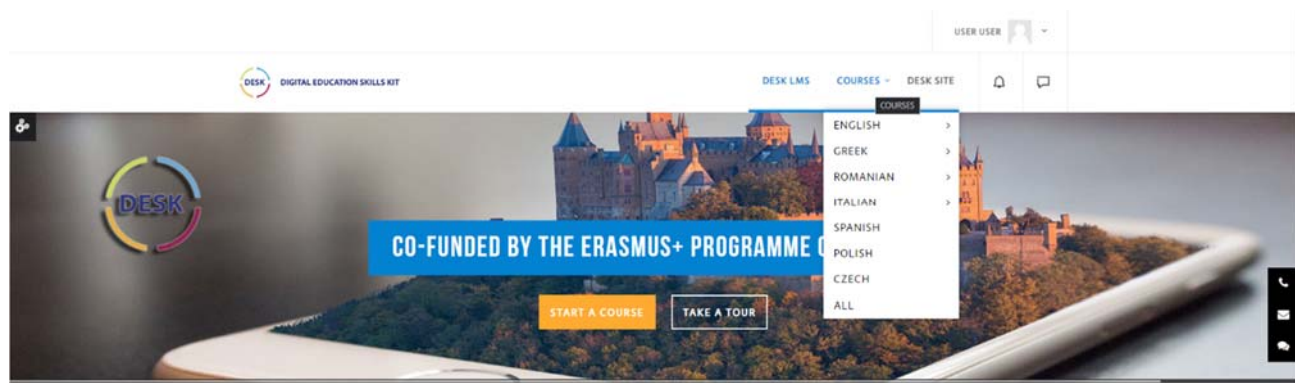 USER USER
DESK DIGITAL EDUCATION SKILLS KIT
DESK LMS COURSES DESK SITE
COURSES
ENGLISH
GREEK
ROMANIAN
ITALIAN
SPANISH
POLISH
CZECH
ALL
DESK
CO-FUNDED BY THE ERASMUS+ PROGRAMME
START A COURSE TAKE A TOUR